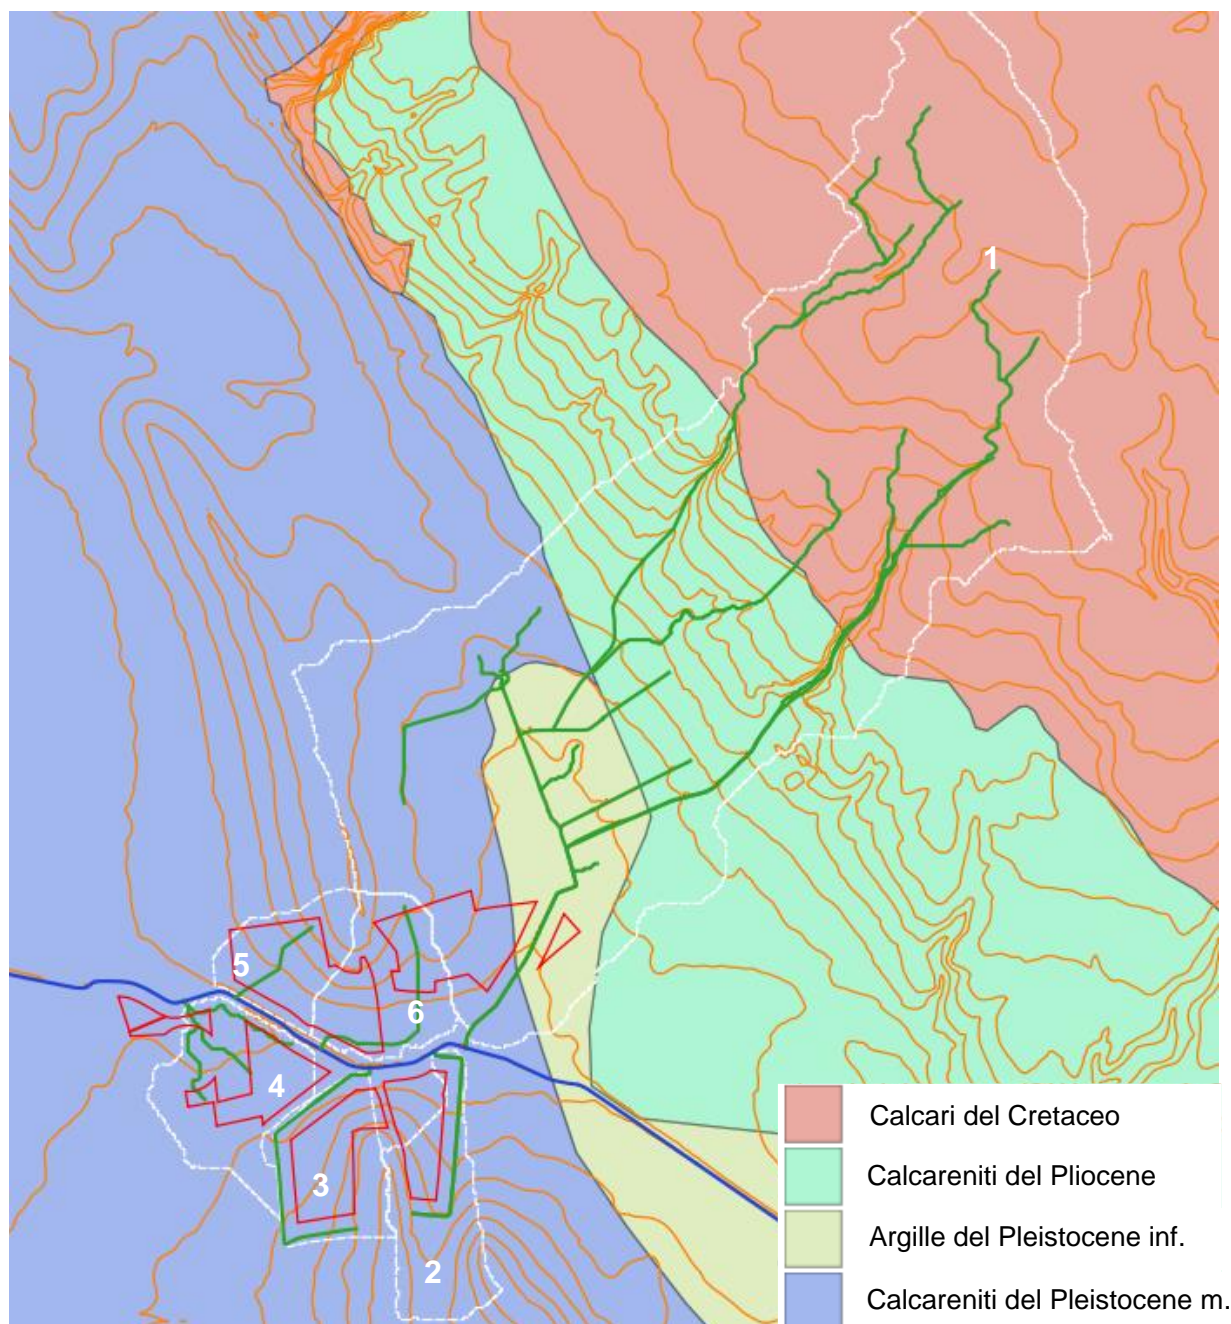 1
5
6
4
3
2
Calcari del Cretaceo
Calcareniti del Pliocene
Argille del Pleistocene inf.
Calcareniti del Pleistocene m.